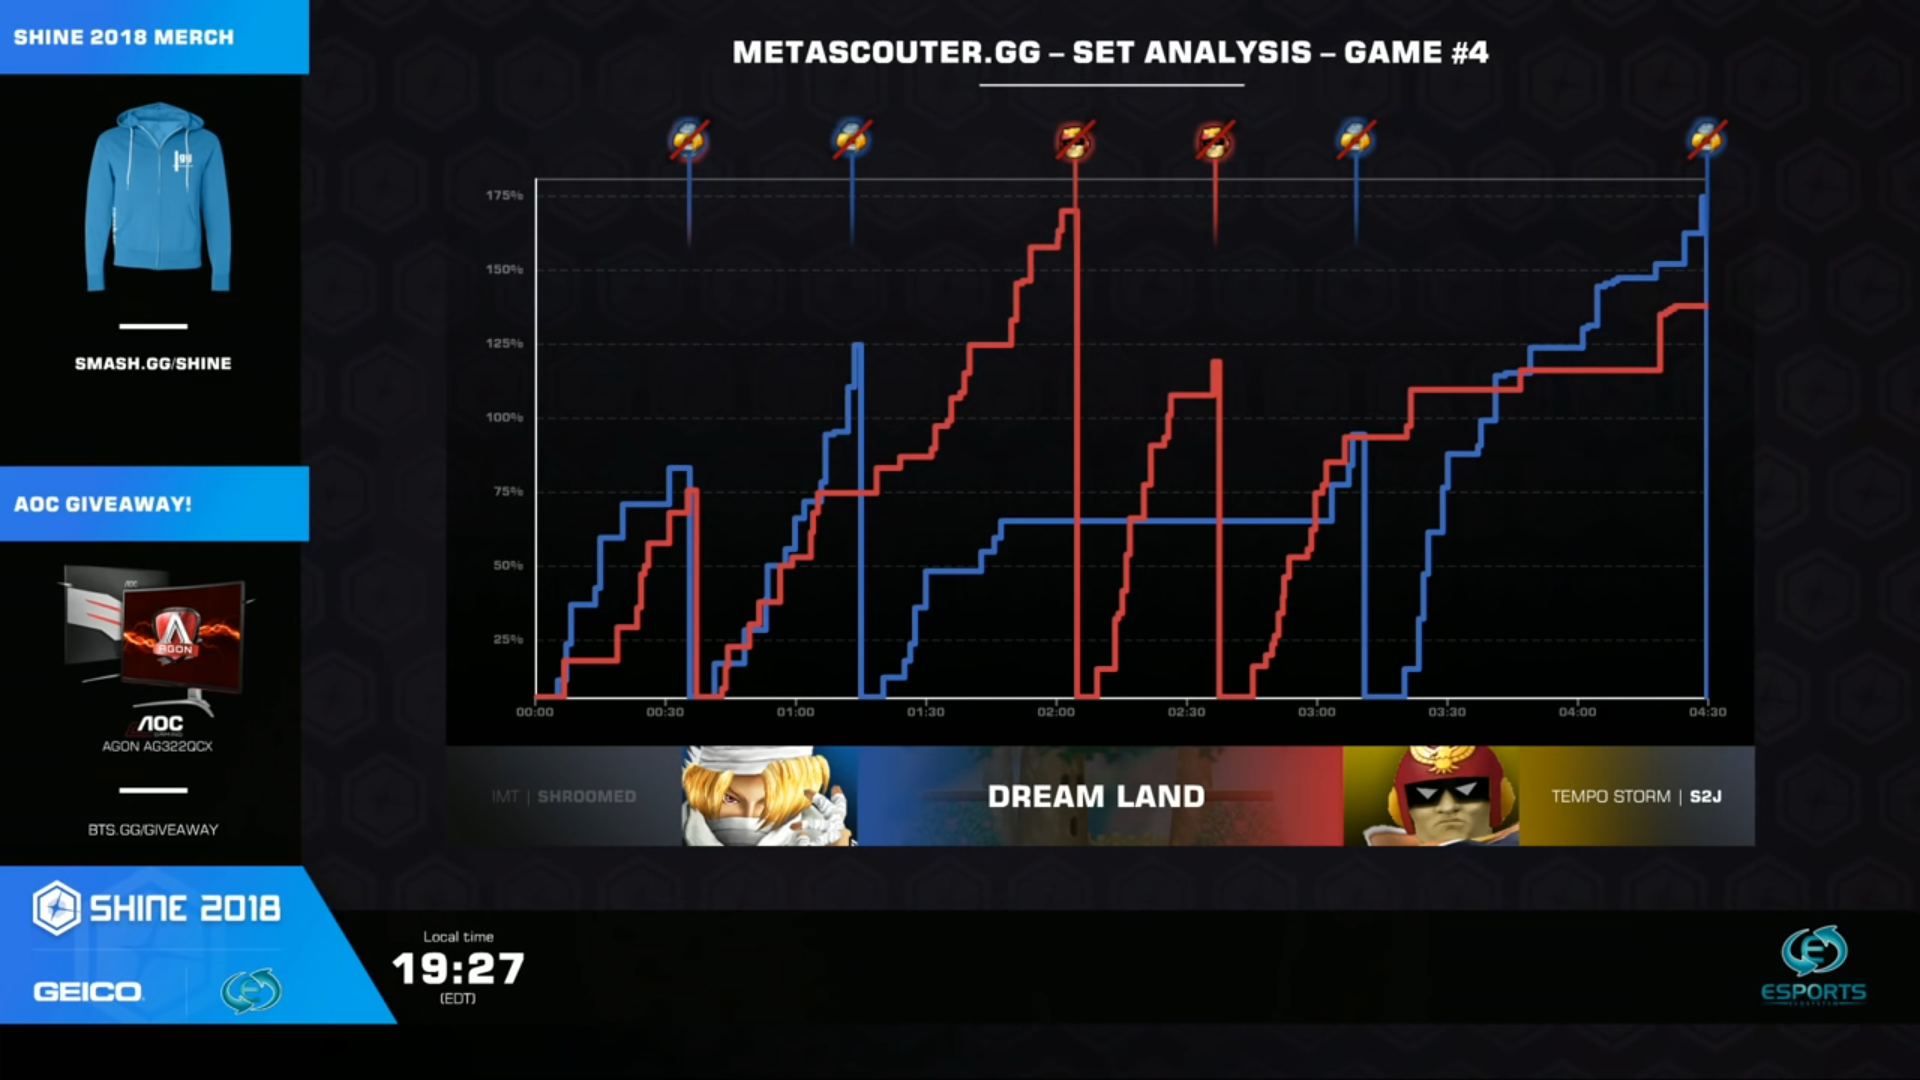 SHINE 2018 MERCH
SMASH.GG/SHINE
AOC GIVEAWAY!
AOC
AGON
AOC
GAMING
AGON AG322QCX
BTS.GG/GIVEAWAY
SHINE 2018
GEICO
METASCOUTER.GG – SET ANALYSIS – GAME #4
175%
150%
125%
100%
75%
50%
25%
00:00 00:30 01:00 01:30 02:00 02:30 03:00 03:30 04:00 04:30
IMT | SHROOMED
DREAM LAND
TEMPO STORM | S2J
Local time
19:27
(EDT)
ESPORTS